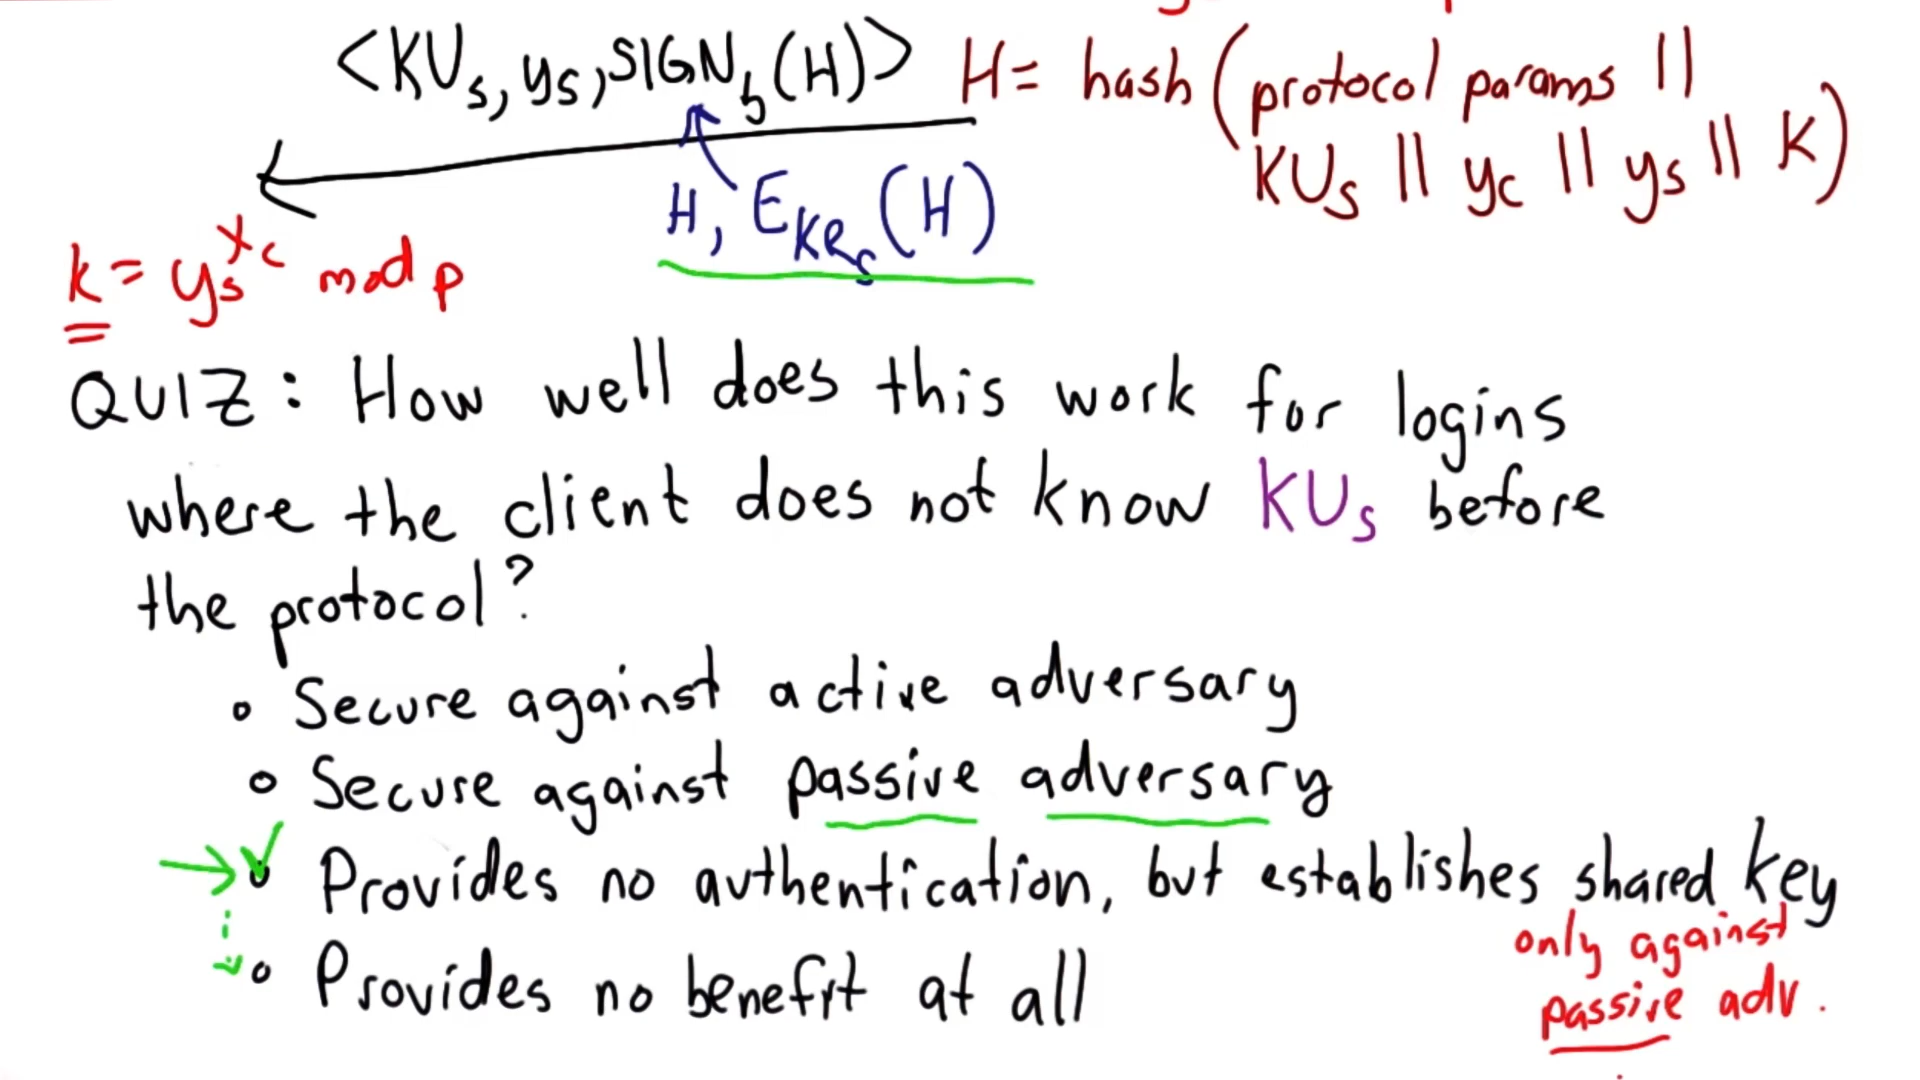 <KUs, ys, SIGNs(H)> H = hash(protocol params ||
KUs || yc || ys || K)
H, EKRs(H)
k = ys^xc mod p
QUIZ: How well does this work for logins
where the client does not know KUs before
the protocol?
Secure against active adversary
Secure against passive adversary
Provides no authentication, but establishes shared key
only against
passive adv.
Provides no benefit at all